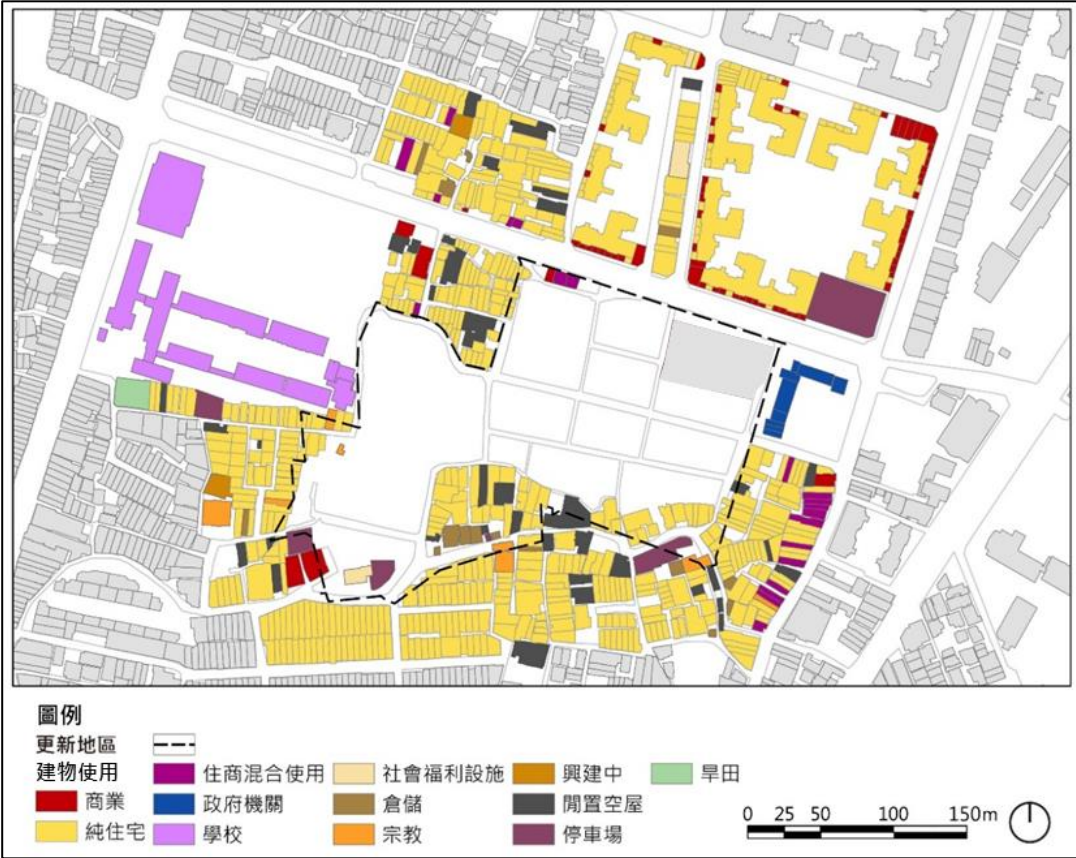 圖例
更新地區
建物使用
住商混合使用
社會福利設施
興建中
旱田
商業
政府機關
倉儲
閒置空屋
純住宅
學校
宗教
停車場
0 25 50 100 150m